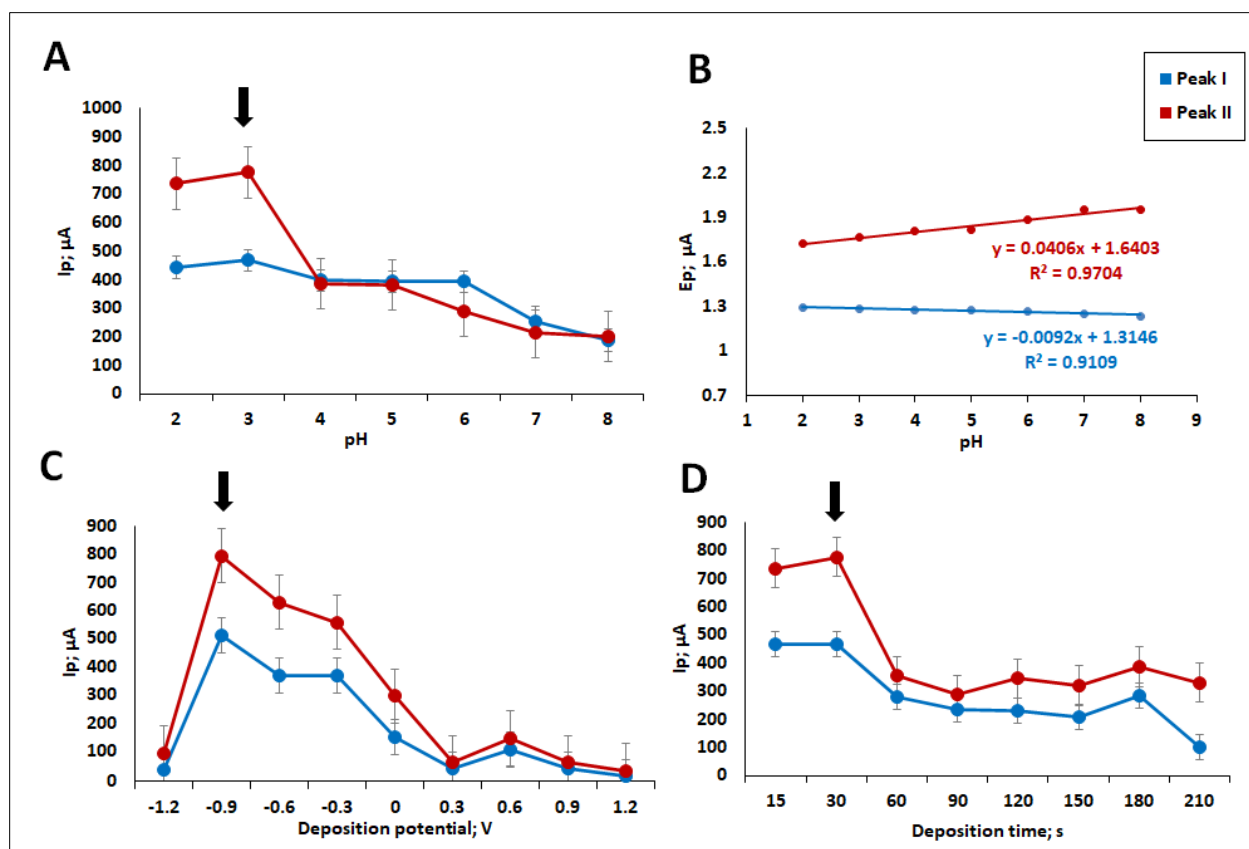 A
1000
900
800
700
600
500
400
300
200
100
0
Ip; µA
2 3 4 5 6 7 8
pH
B
Peak I
Peak II
2.5
2.2
1.9
1.6
1.3
1
0.7
Ep; µA
y = 0.0406x + 1.6403
R² = 0.9704
y = -0.0092x + 1.3146
R² = 0.9109
1 2 3 4 5 6 7 8 9
pH
C
900
800
700
600
500
400
300
200
100
0
Ip; µA
-1.2 -0.9 -0.6 -0.3 0 0.3 0.6 0.9 1.2
Deposition potential; V
D
900
800
700
600
500
400
300
200
100
0
Ip; µA
15 30 60 90 120 150 180 210
Deposition time; s